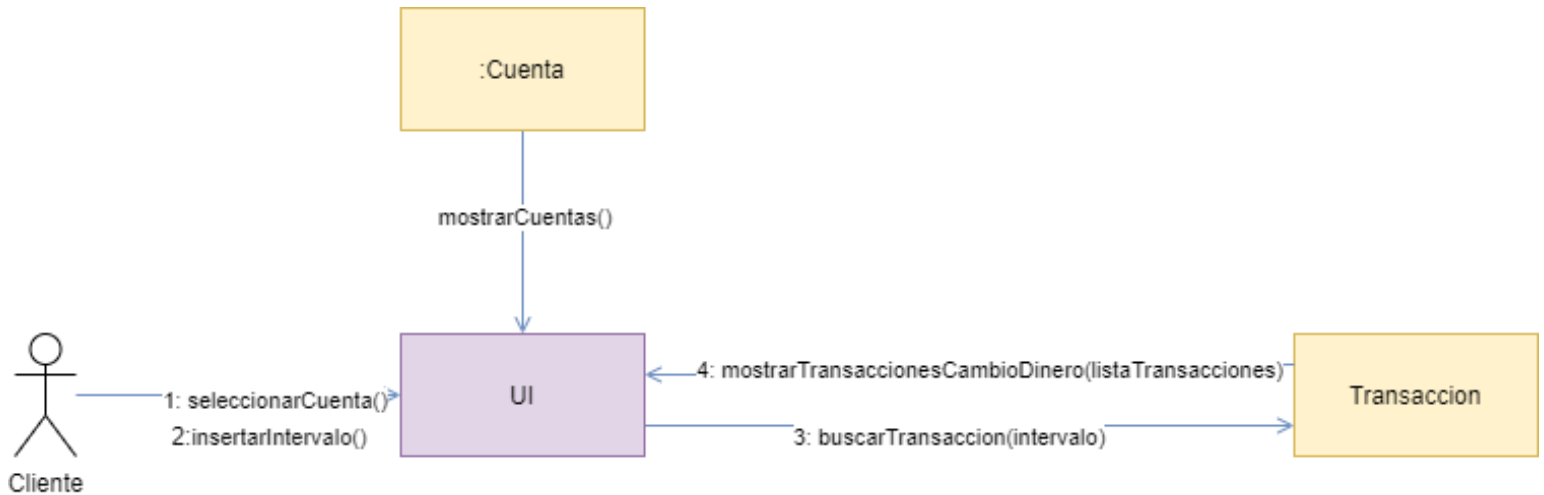 :Cuenta
mostrarCuentas()
UI
4: mostrarTransaccionesCambioDinero(listaTransacciones)
Transaccion
1: seleccionarCuenta()
2:insertarIntervalo()
3: buscarTransaccion(intervalo)
Cliente